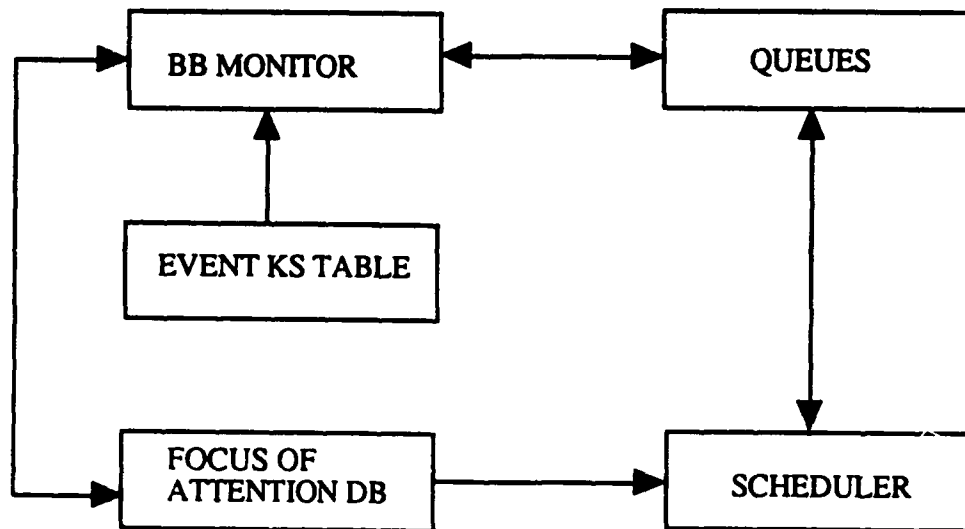 BB MONITOR
QUEUES
EVENT KS TABLE
FOCUS OF
ATTENTION DB
SCHEDULER